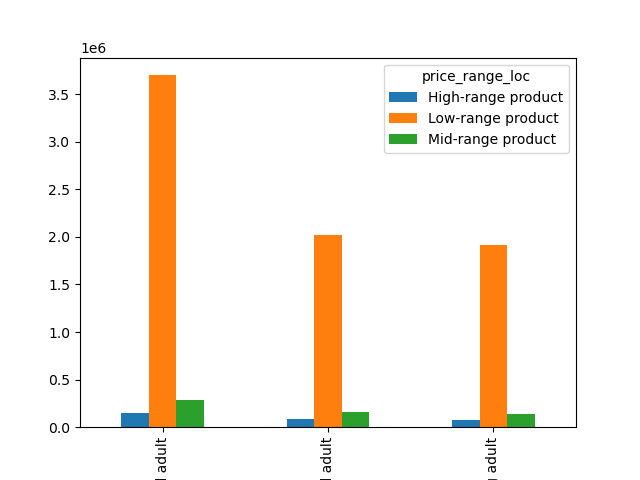 1e6
price_range_loc
High-range product
Low-range product
Mid-range product
3.5
3.0
2.5
2.0
1.5
1.0
0.5
0.0
adult
adult
adult